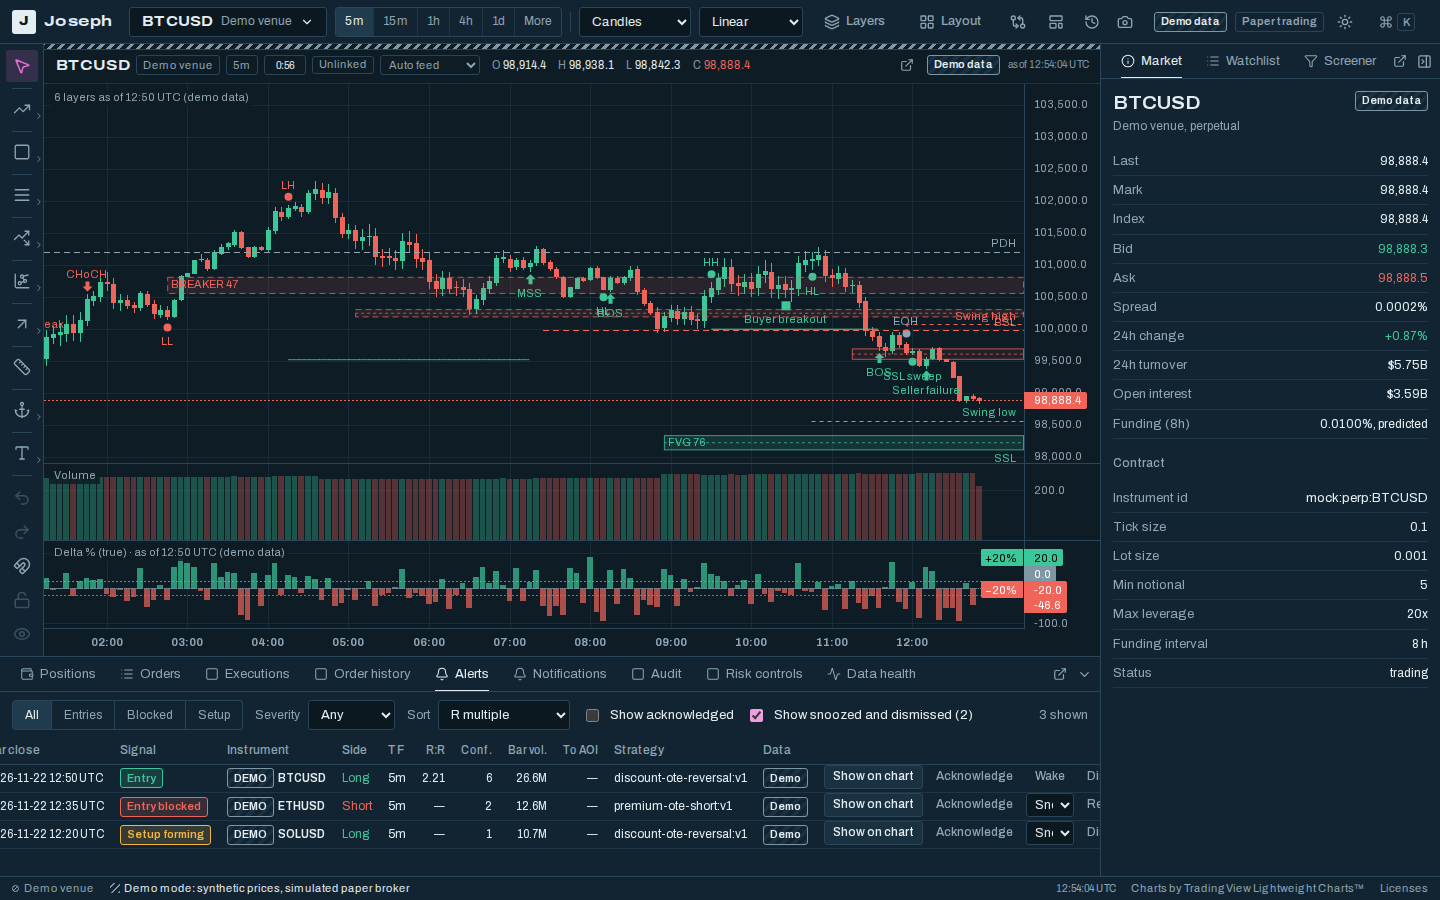 J Joseph BTCUSD Demo venue 5m 15m 1h 4h 1d More Candles Linear Layers Layout Demo data Paper trading ⌘ K
BTCUSD Demo venue 5m 0:56 Unlinked Auto feed O 98,914.4 H 98,938.1 L 98,842.3 C 98,888.4 Demo data as of 12:54:04 UTC
6 layers as of 12:50 UTC (demo data)
103,500.0
103,000.0
102,500.0
102,000.0
101,500.0
101,000.0
100,500.0
100,000.0
99,500.0
98,888.4
98,500.0
98,000.0
LH
PDH
CHoCH
BREAKER 47
HH
MSS
HL
BOS
LL
Buyer breakout
EQH
Swing high
BSL
BOS
SSL sweep
Seller failure
Swing low
FVG 76
SSL
Volume
200.0
Delta % (true) · as of 12:50 UTC (demo data)
+20% 20.0
0.0
−20% -20.0
-46.6
-100.0
02:00 03:00 04:00 05:00 06:00 07:00 08:00 09:00 10:00 11:00 12:00
Market Watchlist Screener
BTCUSD Demo data
Demo venue, perpetual
Last 98,888.4
Mark 98,888.4
Index 98,888.4
Bid 98,888.3
Ask 98,888.5
Spread 0.0002%
24h change +0.87%
24h turnover $5.75B
Open interest $3.59B
Funding (8h) 0.0100%, predicted
Contract
Instrument id mock:perp:BTCUSD
Tick size 0.1
Lot size 0.001
Min notional 5
Max leverage 20x
Funding interval 8 h
Status trading
Positions Orders Executions Order history Alerts Notifications Audit Risk controls Data health
All Entries Blocked Setup Severity Any Sort R multiple Show acknowledged Show snoozed and dismissed (2) 3 shown
ar close Signal Instrument Side TF R:R Conf. Bar vol. To AOI Strategy Data
26-11-22 12:50 UTC Entry DEMO BTCUSD Long 5m 2.21 6 26.6M — discount-ote-reversal:v1 Demo Show on chart Acknowledge Wake Di
26-11-22 12:35 UTC Entry blocked DEMO ETHUSD Short 5m — 2 12.6M — premium-ote-short:v1 Demo Show on chart Acknowledge Sn Re
26-11-22 12:20 UTC Setup forming DEMO SOLUSD Long 5m — 1 10.7M — discount-ote-reversal:v1 Demo Show on chart Acknowledge Sn Di
Demo venue Demo mode: synthetic prices, simulated paper broker 12:54:04 UTC Charts by TradingView Lightweight Charts™ Licenses